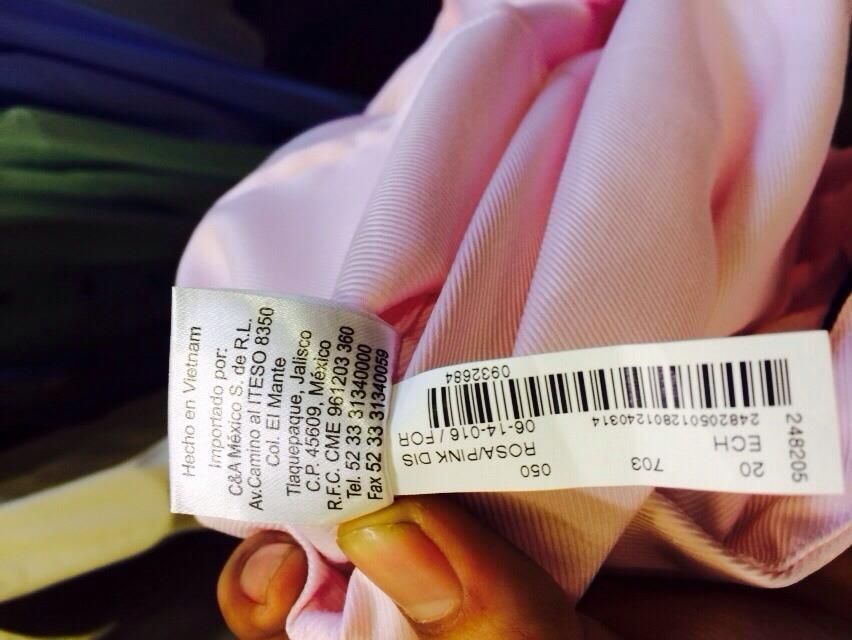 Hecho en Vietnam
Importado por:
C&A México S. de R.L.
Av.Camino al ITESO 8350
Col. El Mante
Tlaquepaque, Jalisco
C.P. 45609, México
R.F.C. CME 961203 360
Tel. 52 33 31340000
Fax 52 33 31340059
248205
20 703 050
ECH ROSA/PINK DIS
06-14-016 / FOR
248205012801240314
0932684